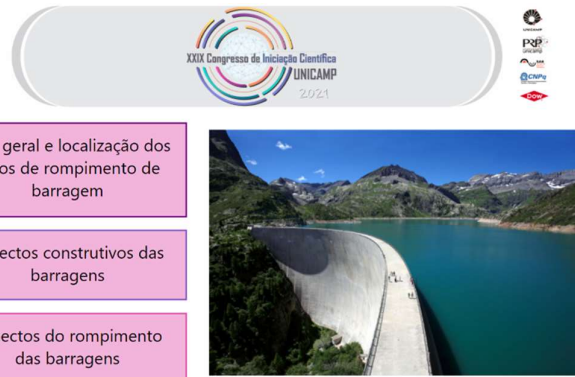 XXIX Congresso de Iniciação Científica
UNICAMP
2021
UNICAMP
PRP
CNPq
DOW
geral e localização dos
os de rompimento de
barragem
ectos construtivos das
barragens
ectos do rompimento
das barragens